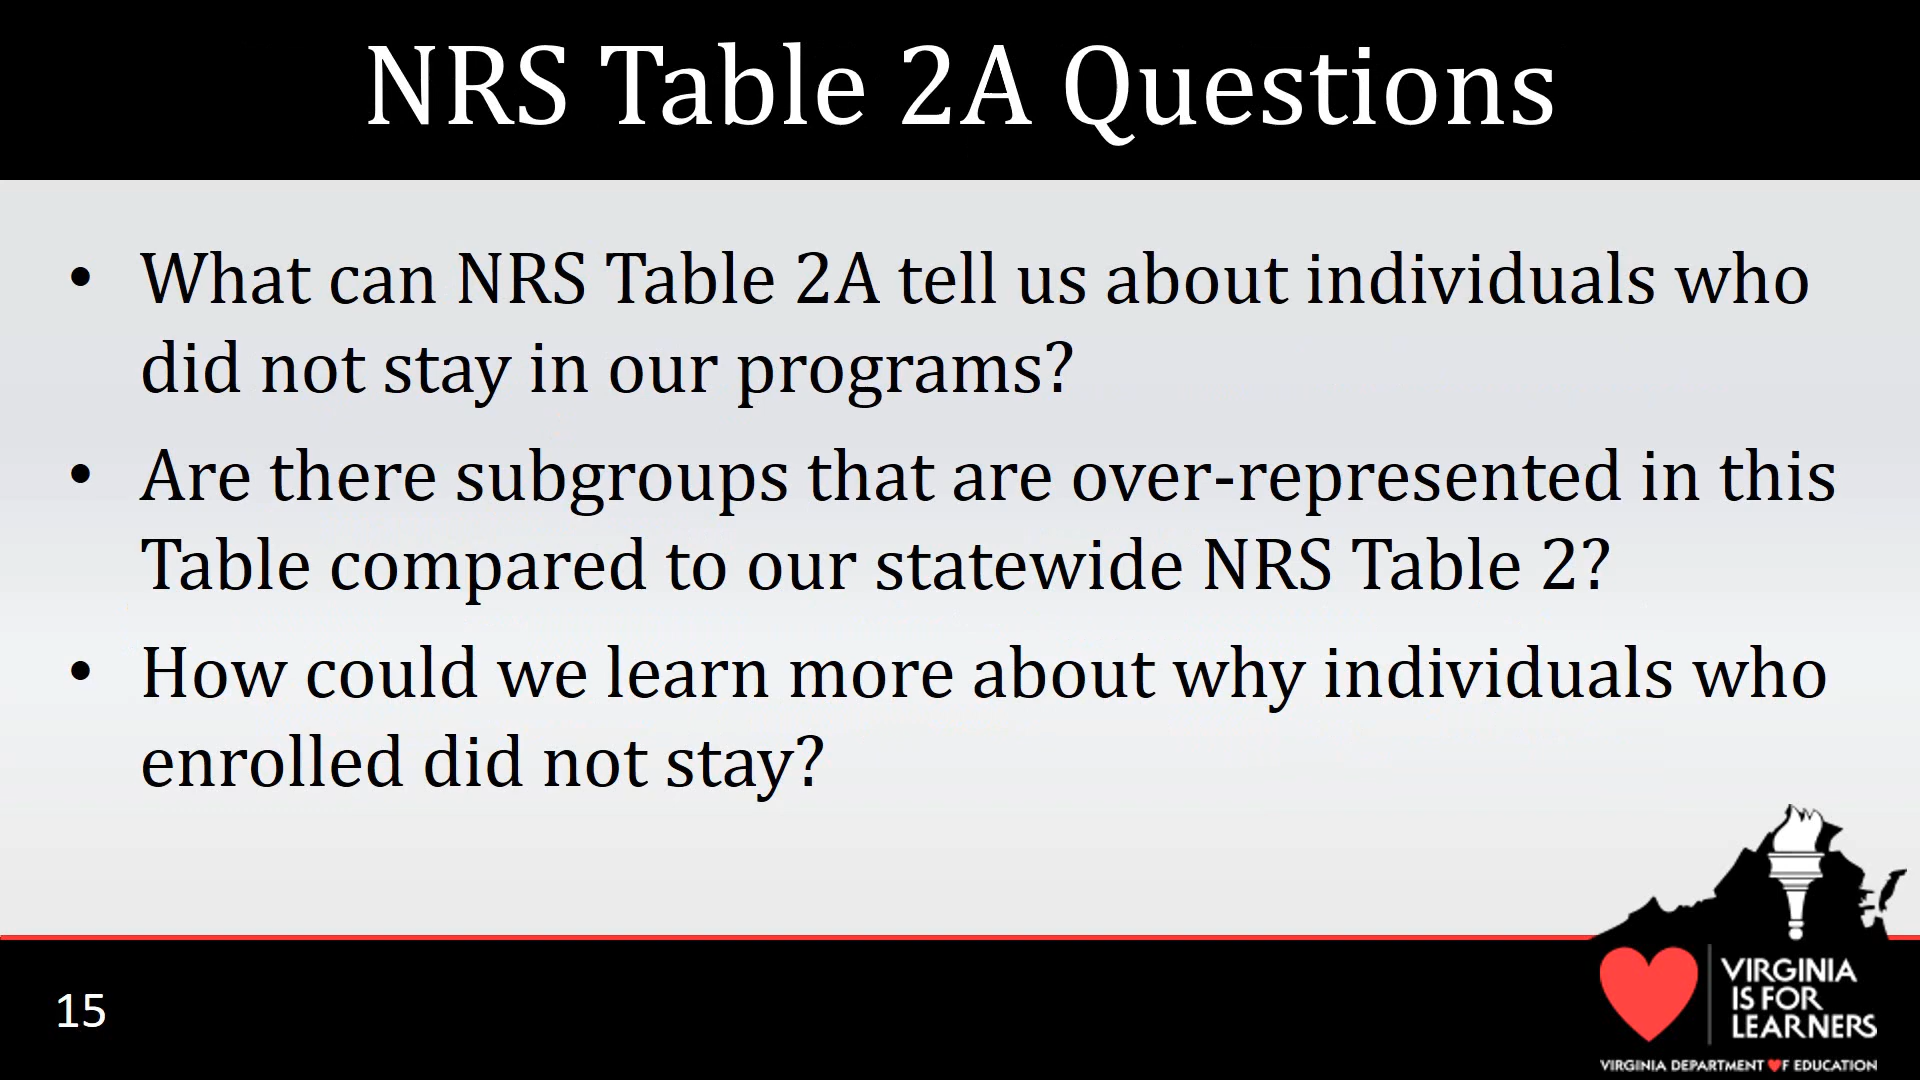 NRS Table 2A Questions
• What can NRS Table 2A tell us about individuals who
did not stay in our programs?
• Are there subgroups that are over-represented in this
Table compared to our statewide NRS Table 2?
• How could we learn more about why individuals who
enrolled did not stay?
15
VIRGINIA
IS FOR
LEARNERS
VIRGINIA DEPARTMENT ♥F EDUCATION